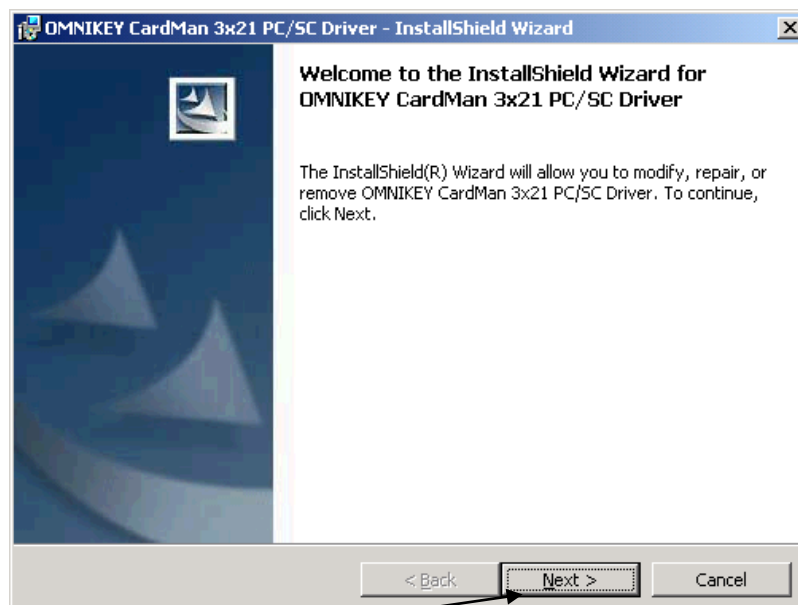 OMNIKEY CardMan 3x21 PC/SC Driver - InstallShield Wizard
Welcome to the InstallShield Wizard for
OMNIKEY CardMan 3x21 PC/SC Driver
The InstallShield(R) Wizard will allow you to modify, repair, or
remove OMNIKEY CardMan 3x21 PC/SC Driver. To continue,
click Next.
< Back
Next >
Cancel